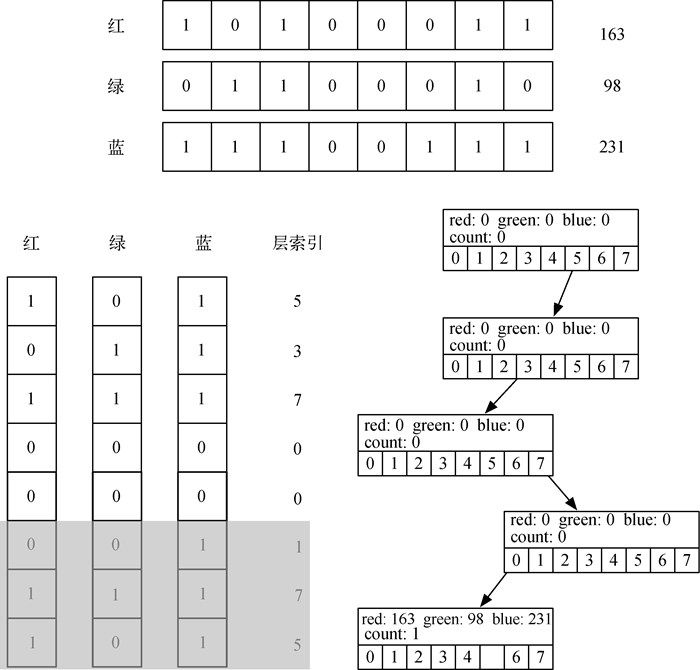 红 1 0 1 0 0 0 1 1 163
绿 0 1 1 0 0 0 1 0 98
蓝 1 1 1 0 0 1 1 1 231
红 绿 蓝 层索引
1 0 1 5
0 1 1 3
1 1 1 7
0 0 0 0
0 0 0 0
0 0 1 1
1 1 1 7
1 0 1 5
red: 0 green: 0 blue: 0
count: 0
0 1 2 3 4 5 6 7
red: 0 green: 0 blue: 0
count: 0
0 1 2 3 4 5 6 7
red: 0 green: 0 blue: 0
count: 0
0 1 2 3 4 5 6 7
red: 0 green: 0 blue: 0
count: 0
0 1 2 3 4 5 6 7
red: 163 green: 98 blue: 231
count: 1
0 1 2 3 4 6 7